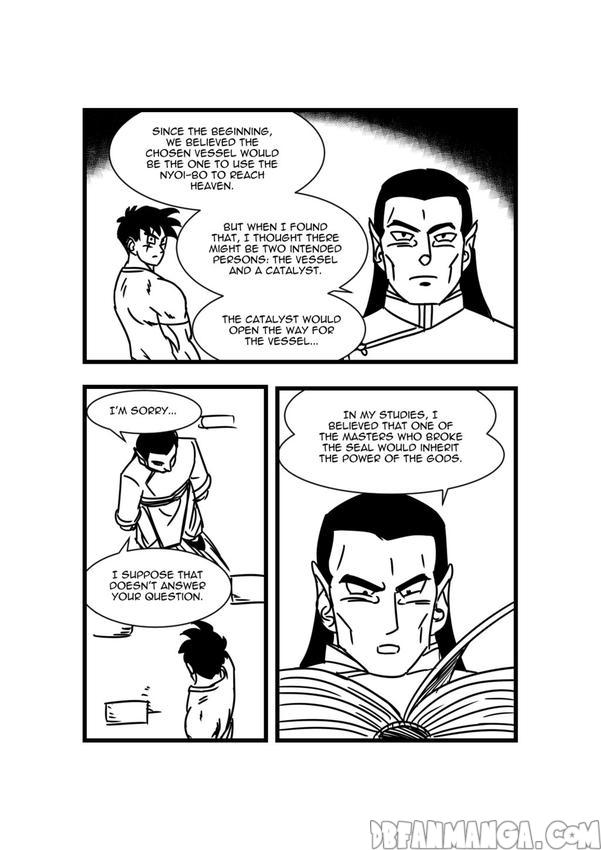 SINCE THE BEGINNING,
WE BELIEVED THE
CHOSEN VESSEL WOULD
BE THE ONE TO USE THE
NYOI-BO TO REACH
HEAVEN.
BUT WHEN I FOUND
THAT, I THOUGHT THERE
MIGHT BE TWO INTENDED
PERSONS: THE VESSEL
AND A CATALYST.
THE CATALYST WOULD
OPEN THE WAY FOR
THE VESSEL...
I'M SORRY...
I SUPPOSE THAT
DOESN'T ANSWER
YOUR QUESTION.
IN MY STUDIES, I
BELIEVED THAT ONE OF
THE MASTERS WHO BROKE
THE SEAL WOULD INHERIT
THE POWER OF THE GODS.
DBFANMANGA.COM